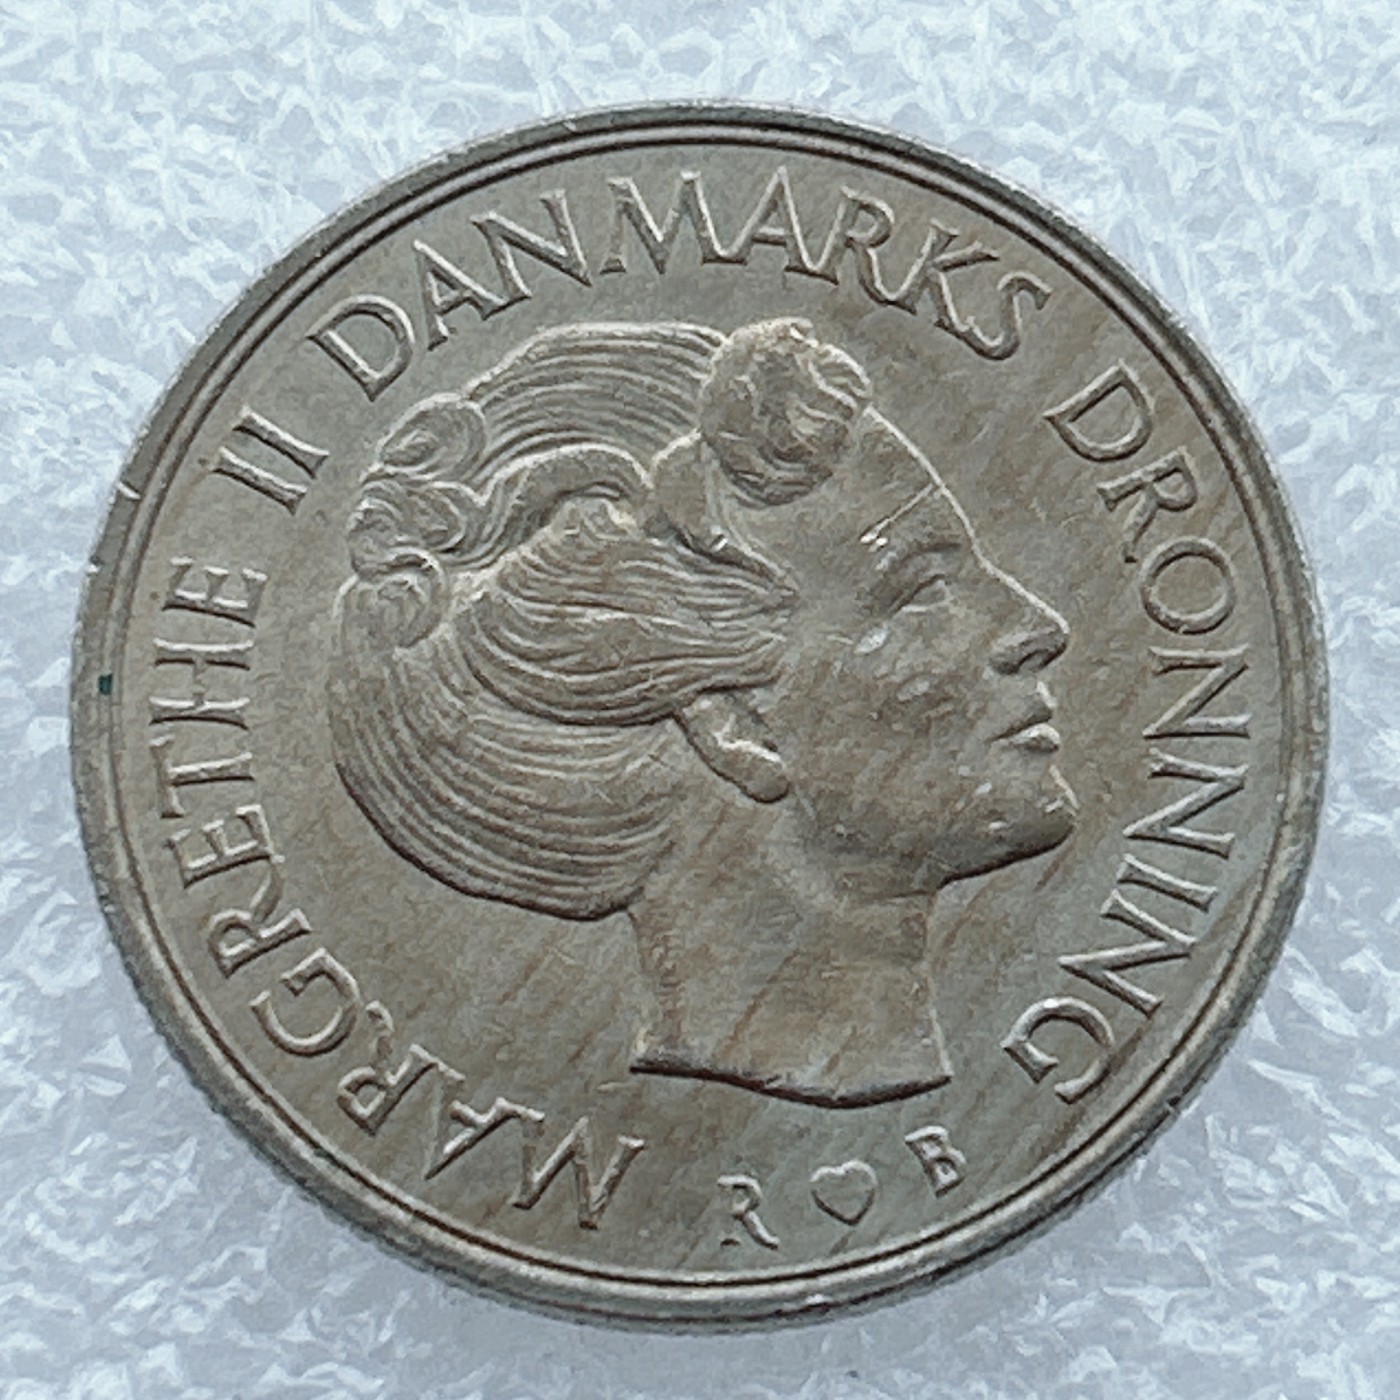 MARGRETHE II DANMARKS DRONNING
R ♡ B